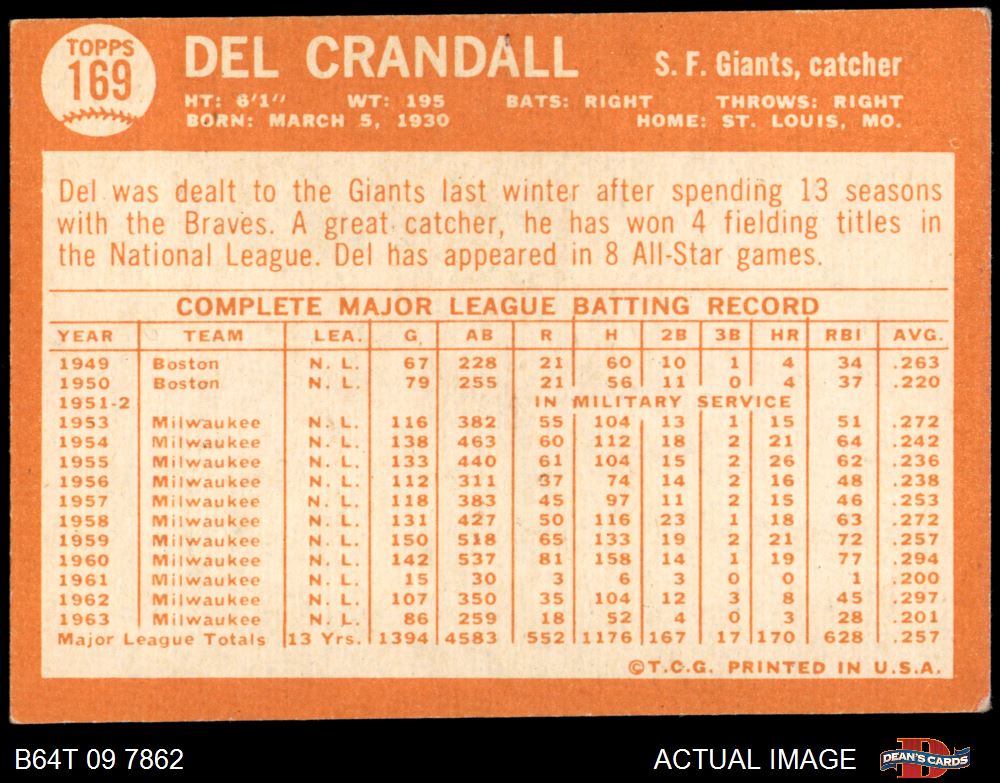 TOPPS
169
DEL CRANDALL
S. F. Giants, catcher
HT: 6'1" WT: 195 BATS: RIGHT THROWS: RIGHT
BORN: MARCH 5, 1930 HOME: ST. LOUIS, MO.
Del was dealt to the Giants last winter after spending 13 seasons
with the Braves. A great catcher, he has won 4 fielding titles in
the National League. Del has appeared in 8 All-Star games.
COMPLETE MAJOR LEAGUE BATTING RECORD
YEAR TEAM LEA. G AB R H 2B 3B HR RBI AVG.
1949 Boston N. L. 67 228 21 60 10 1 4 34 .263
1950 Boston N. L. 79 255 21 56 11 0 4 37 .220
1951-2 IN MILITARY SERVICE
1953 Milwaukee N. L. 116 382 55 104 13 1 15 51 .272
1954 Milwaukee N. L. 138 463 60 112 18 2 21 64 .242
1955 Milwaukee N. L. 133 440 61 104 15 2 26 62 .236
1956 Milwaukee N. L. 112 311 37 74 14 2 16 48 .238
1957 Milwaukee N. L. 118 383 45 97 11 2 15 46 .253
1958 Milwaukee N. L. 131 427 50 116 23 1 18 63 .272
1959 Milwaukee N. L. 150 518 65 133 19 2 21 72 .257
1960 Milwaukee N. L. 142 537 81 158 14 1 19 77 .294
1961 Milwaukee N. L. 15 30 3 6 3 0 0 1 .200
1962 Milwaukee N. L. 107 350 35 104 12 3 8 45 .297
1963 Milwaukee N. L. 86 259 18 52 4 0 3 28 .201
Major League Totals 13 Yrs. 1394 4583 552 1176 167 17 170 628 .257
©T.C.G. PRINTED IN U.S.A.
B64T 09 7862
ACTUAL IMAGE
DEAN'S CARDS